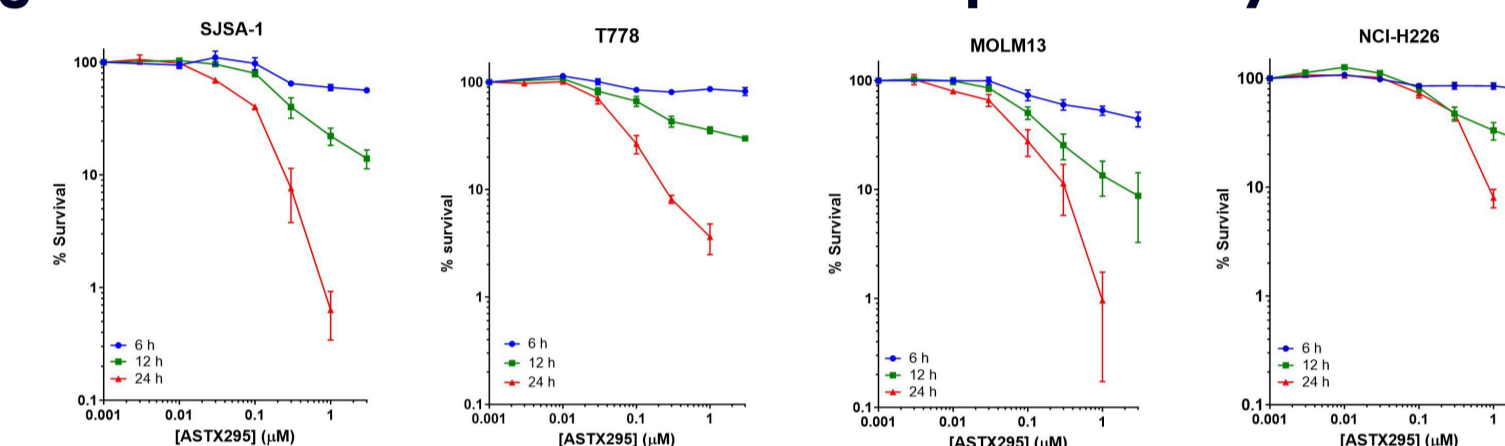 SJSA-1
100
10
1
0.1
% Survival
6 h
12 h
24 h
0.001 0.01 0.1 1
[ASTX295] (μM)
T778
100
10
1
0.1
% survival
6 h
12 h
24 h
0.001 0.01 0.1 1
[ASTX295] (μM)
MOLM13
100
10
1
0.1
% Survival
6 h
12 h
24 h
0.001 0.01 0.1 1
[ASTX295] (μM)
NCI-H226
100
10
1
0.1
% Survival
6 h
12 h
24 h
0.001 0.01 0.1 1
[ASTX295] (μM)